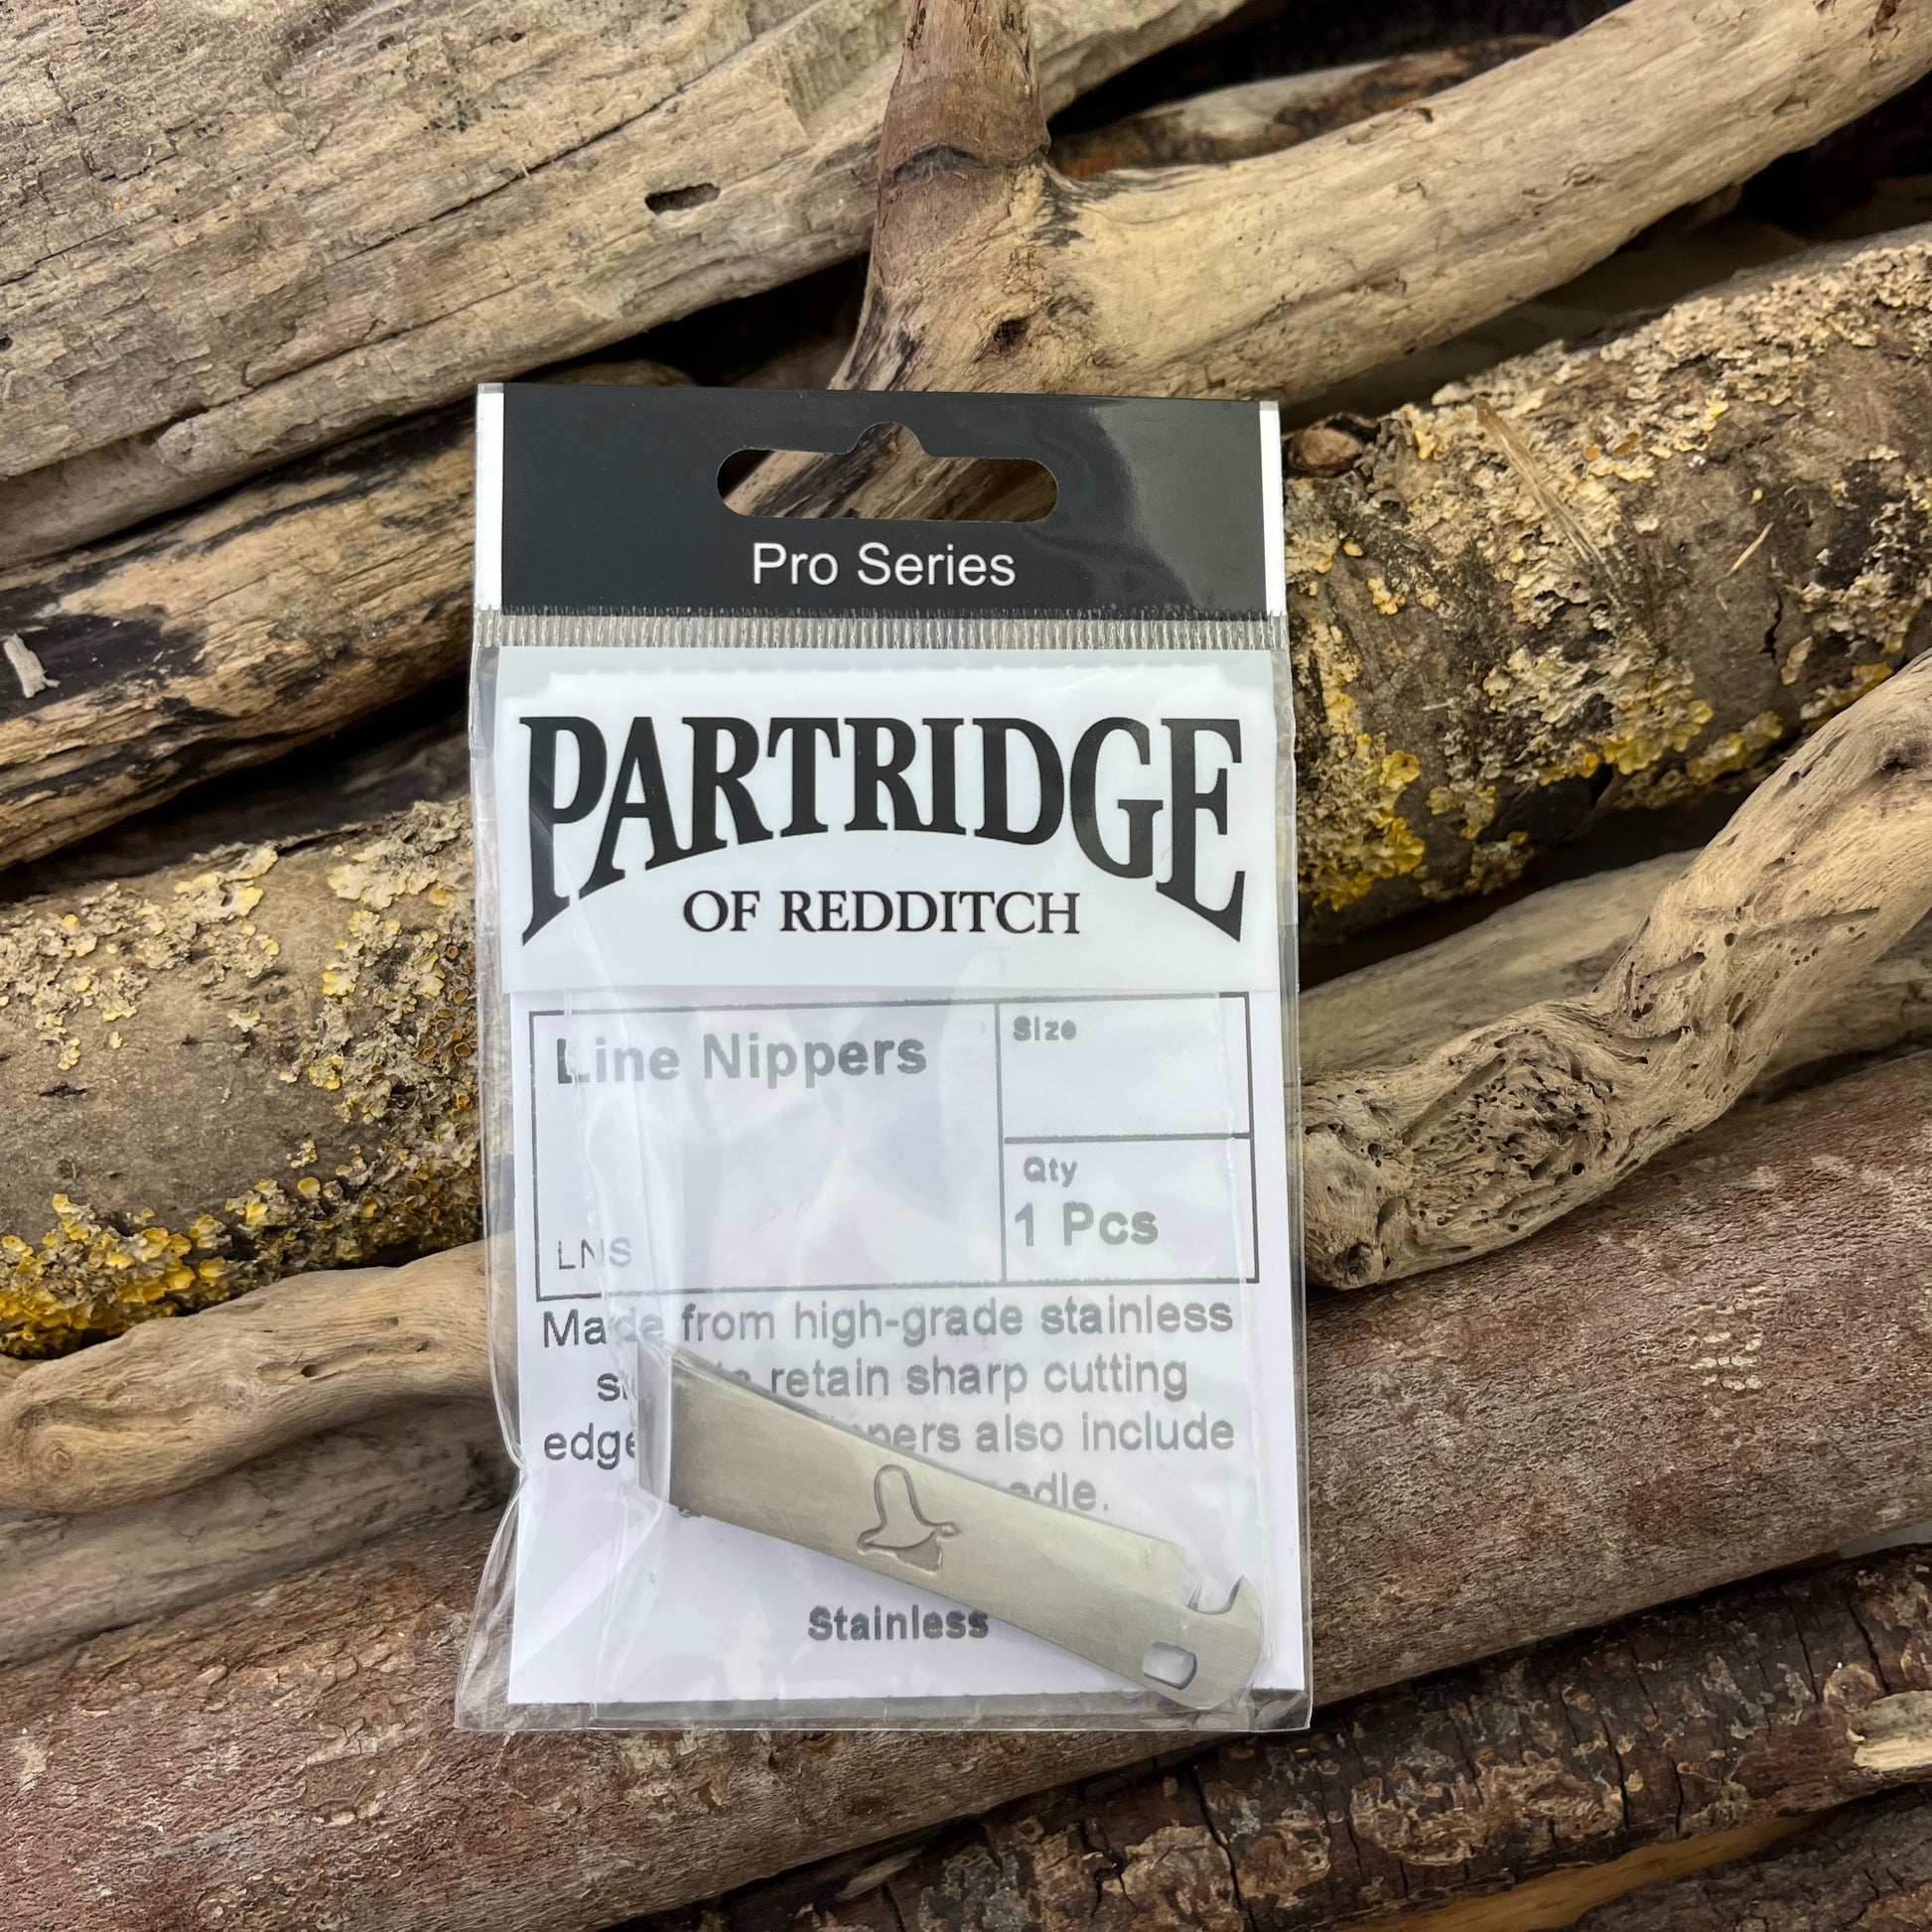 Pro Series
PARTRIDGE
OF REDDITCH
Line Nippers
Size
Qty
1 Pcs
LNS
Made from high-grade stainless
retain sharp cutting
also include
Stainless